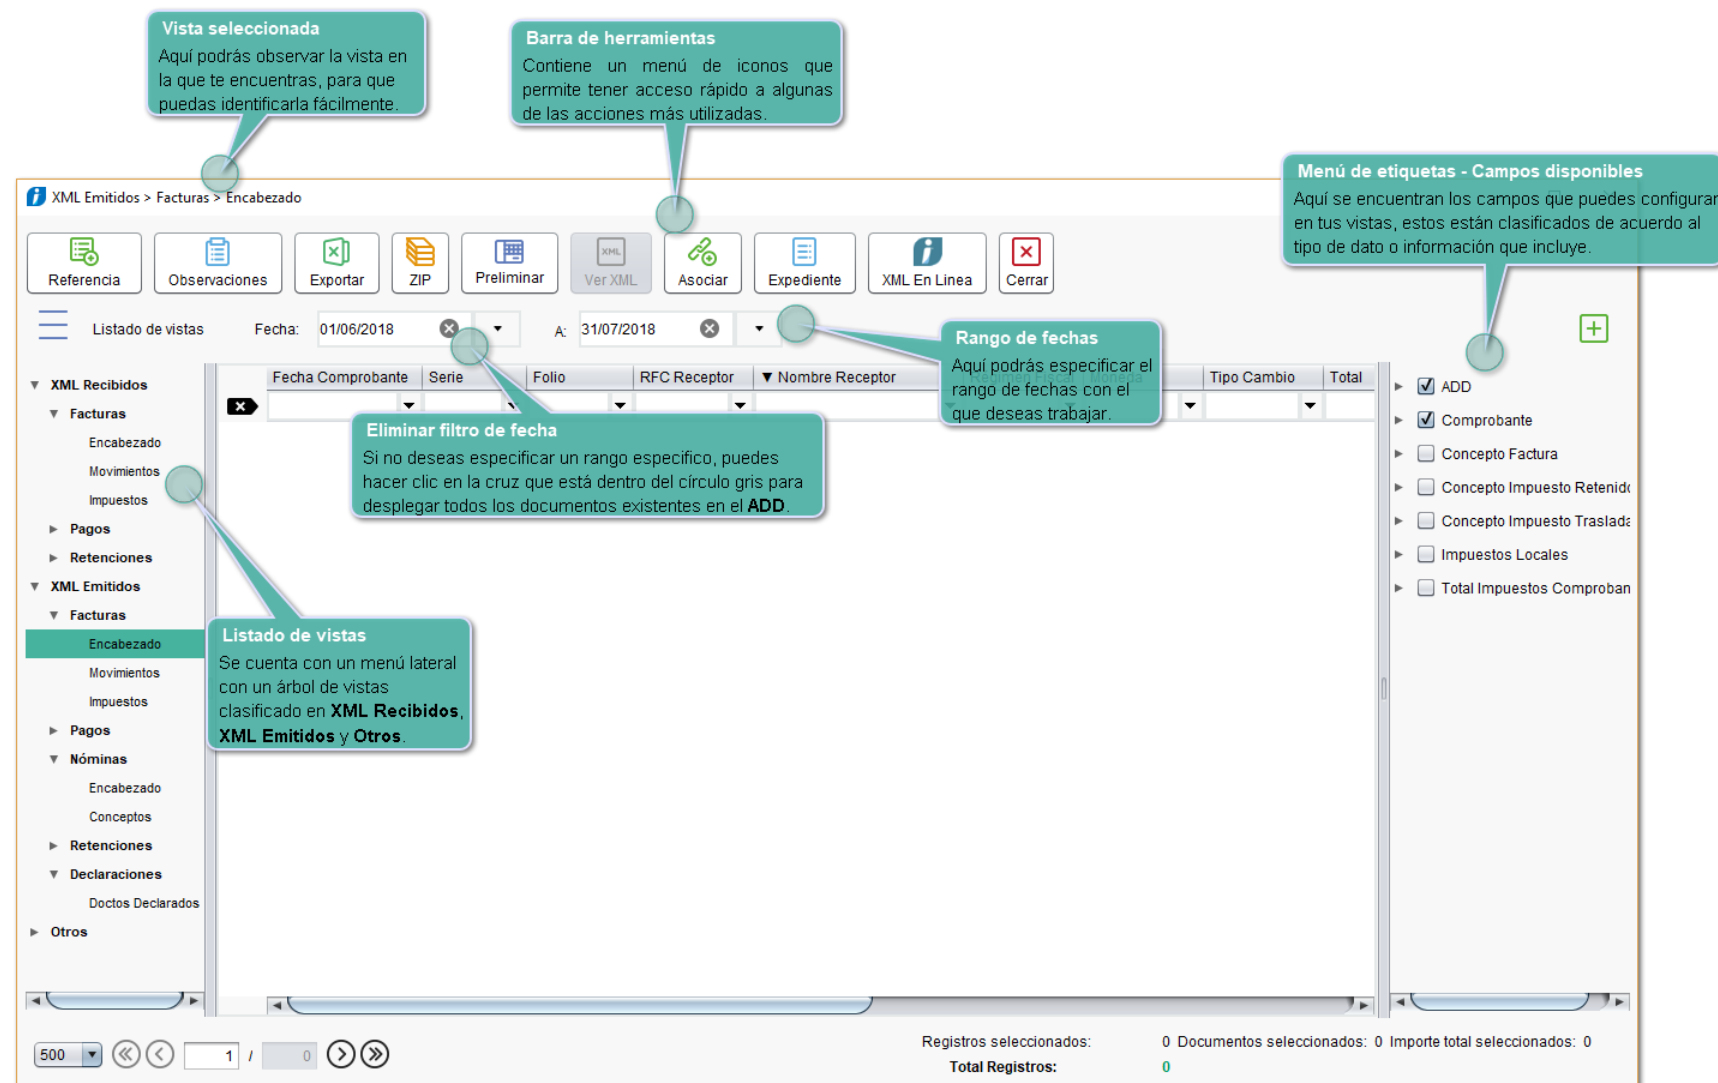 Vista seleccionada
Aquí podrás observar la vista en
la que te encuentras, para que
puedas identificarla fácilmente.
Barra de herramientas
Contiene un menú de iconos que
permite tener acceso rápido a algunas
de las acciones más utilizadas.
Menú de etiquetas - Campos disponibles
Aquí se encuentran los campos que puedes configurar
en tus vistas, estos están clasificados de acuerdo al
tipo de dato o información que incluye.
XML Emitidos > Facturas > Encabezado
Referencia
Observaciones
Exportar
ZIP
Preliminar
XML
Ver XML
Asociar
Expediente
XML En Linea
Cerrar
Listado de vistas
Fecha: 01/06/2018
A: 31/07/2018
Rango de fechas
Aquí podrás especificar el
rango de fechas con el
que deseas trabajar.
Fecha Comprobante
Serie
Folio
RFC Receptor
▼ Nombre Receptor
Régimen Fiscal
Moneda
Tipo Cambio
Total
Eliminar filtro de fecha
Si no deseas especificar un rango especifico, puedes
hacer clic en la cruz que está dentro del círculo gris para
desplegar todos los documentos existentes en el ADD.
XML Recibidos
Facturas
Encabezado
Movimientos
Impuestos
Pagos
Retenciones
XML Emitidos
Facturas
Encabezado
Movimientos
Impuestos
Pagos
Nóminas
Encabezado
Conceptos
Retenciones
Declaraciones
Doctos Declarados
Otros
Listado de vistas
Se cuenta con un menú lateral
con un árbol de vistas
clasificado en XML Recibidos,
XML Emitidos y Otros.
ADD
Comprobante
Concepto Factura
Concepto Impuesto Retenido
Concepto Impuesto Traslada
Impuestos Locales
Total Impuestos Comproban
500
1 / 0
Registros seleccionados: 0 Documentos seleccionados: 0 Importe total seleccionados: 0
Total Registros: 0